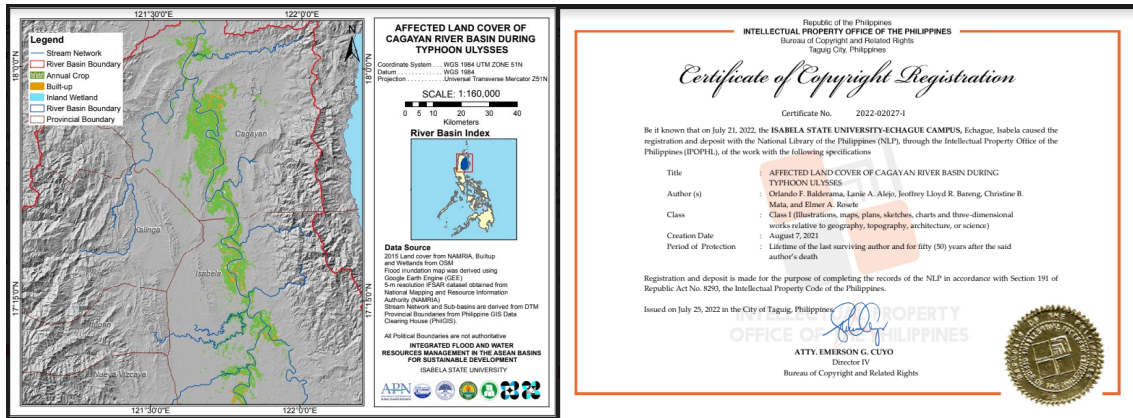 121°30'0"E
122°0'0"E
Legend
Stream Network
River Basin Boundary
Annual Crop
Built-up
Inland Wetland
River Basin Boundary
Provincial Boundary
18°0'0"N
18°0'0"N
N
Cagayan
Kalinga
Isabela
17°15'0"N
17°15'0"N
Nueva Vizcaya
121°30'0"E
122°0'0"E
AFFECTED LAND COVER OF
CAGAYAN RIVER BASIN DURING
TYPHOON ULYSSES
Coordinate System . . . WGS 1984 UTM ZONE 51N
Datum . . . . . . . . . . WGS 1984
Projection . . . . . . . . . Universal Transverse Mercator Z51N
SCALE: 1:160,000
0 5 10 20 30 40
Kilometers
River Basin Index
Data Source
2015 Land cover from NAMRIA, Builtup
and Wetlands from OSM
Flood inundation map was derived using
Google Earth Engine (GEE)
5-m resolution IFSAR dataset obtained from
National Mapping and Resource Information
Authority (NAMRIA)
Stream Network and Sub-basins are derived from DTM
Provincial Boundaries from Philippine GIS Data
Clearing House (PhilGIS).
All Political Boundaries are not authoritative
INTEGRATED FLOOD AND WATER
RESOURCES MANAGEMENT IN THE ASEAN BASINS
FOR SUSTAINABLE DEVELOPMENT
ISABELA STATE UNIVERSITY
APN
Republic of the Philippines
INTELLECTUAL PROPERTY OFFICE OF THE PHILIPPINES
Bureau of Copyright and Related Rights
Taguig City, Philippines
Certificate of Copyright Registration
Certificate No. 2022-02027-I
Be it known that on July 21, 2022, the ISABELA STATE UNIVERSITY-ECHAGUE CAMPUS, Echague, Isabela caused the
registration and deposit with the National Library of the Philippines (NLP), through the Intellectual Property Office of the
Philippines (IPOPHL), of the work with the following specifications
Title : AFFECTED LAND COVER OF CAGAYAN RIVER BASIN DURING
TYPHOON ULYSSES
Author (s) : Orlando F. Balderama, Lanie A. Alejo, Jeoffrey Lloyd R. Bareng, Christine B.
Mata, and Elmer A. Rosete
Class : Class I (Illustrations, maps, plans, sketches, charts and three-dimensional
works relative to geography, topography, architecture, or science)
Creation Date : August 7, 2021
Period of Protection : Lifetime of the last surviving author and for fifty (50) years after the said
author's death
Registration and deposit is made for the purpose of completing the records of the NLP in accordance with Section 191 of
Republic Act No. 8293, the Intellectual Property Code of the Philippines.
Issued on July 25, 2022 in the City of Taguig, Philippines.
INTELLECTUAL PROPERTY
OFFICE OF THE PHILIPPINES
ATTY. EMERSON G. CUYO
Director IV
Bureau of Copyright and Related Rights